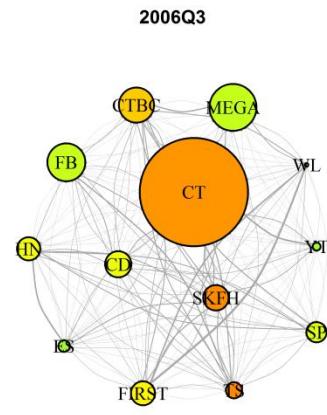 2006Q3
CTBC
MEGA
FB
WL
CT
HN
CD
YT
SKFH
SP
ES
FIRST
TS